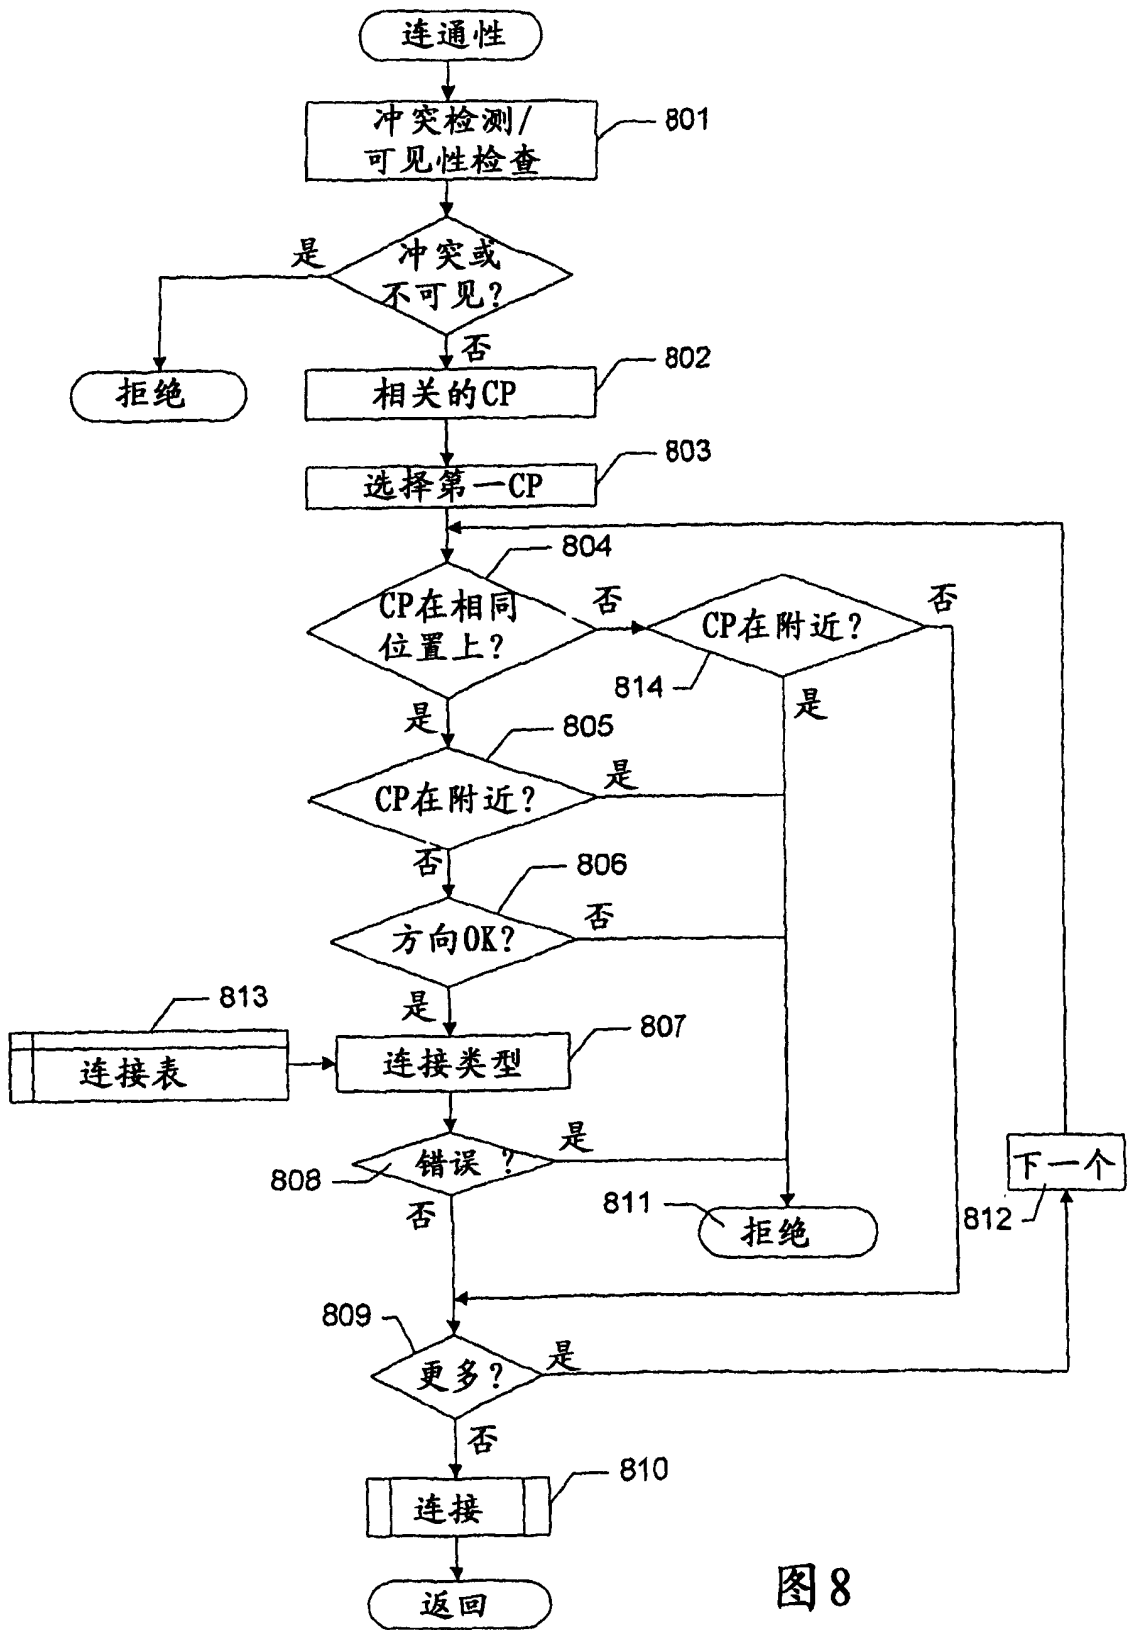 连通性
冲突检测/
可见性检查
801
是
冲突或
不可见?
否
拒绝
802
相关的CP
803
选择第一CP
804
CP在相同
位置上?
否
CP在附近?
否
814
是
是
805
CP在附近?
是
否
806
方向OK?
否
是
813
连接表
807
连接类型
错误 ?
是
808
否
811
拒绝
下一个
812
809
更多?
是
否
810
连接
返回
图8